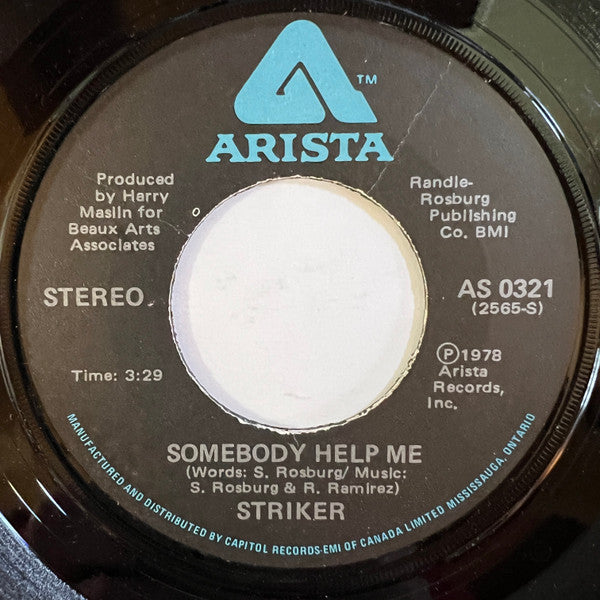 TM
ARISTA
Produced
by Harry
Maslin for
Beaux Arts
Associates
Randle-
Rosburg
Publishing
Co. BMI
STEREO
AS 0321
(2565-S)
Time: 3:29
Ⓟ1978
Arista
Records,
Inc.
SOMEBODY HELP ME
(Words: S. Rosburg/ Music:
S. Rosburg & R. Ramirez)
STRIKER
MANUFACTURED AND DISTRIBUTED BY CAPITOL RECORDS-EMI OF CANADA LIMITED MISSISSAUGA, ONTARIO